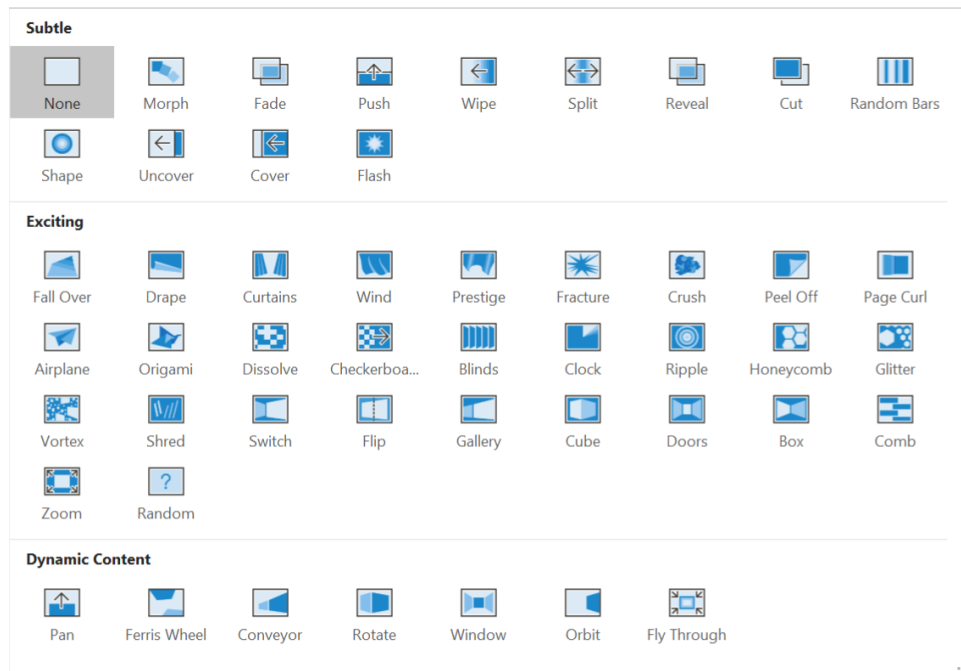 Subtle
None Morph Fade Push Wipe Split Reveal Cut Random Bars
Shape Uncover Cover Flash
Exciting
Fall Over Drape Curtains Wind Prestige Fracture Crush Peel Off Page Curl
Airplane Origami Dissolve Checkerboa... Blinds Clock Ripple Honeycomb Glitter
Vortex Shred Switch Flip Gallery Cube Doors Box Comb
?
Zoom Random
Dynamic Content
Pan Ferris Wheel Conveyor Rotate Window Orbit Fly Through